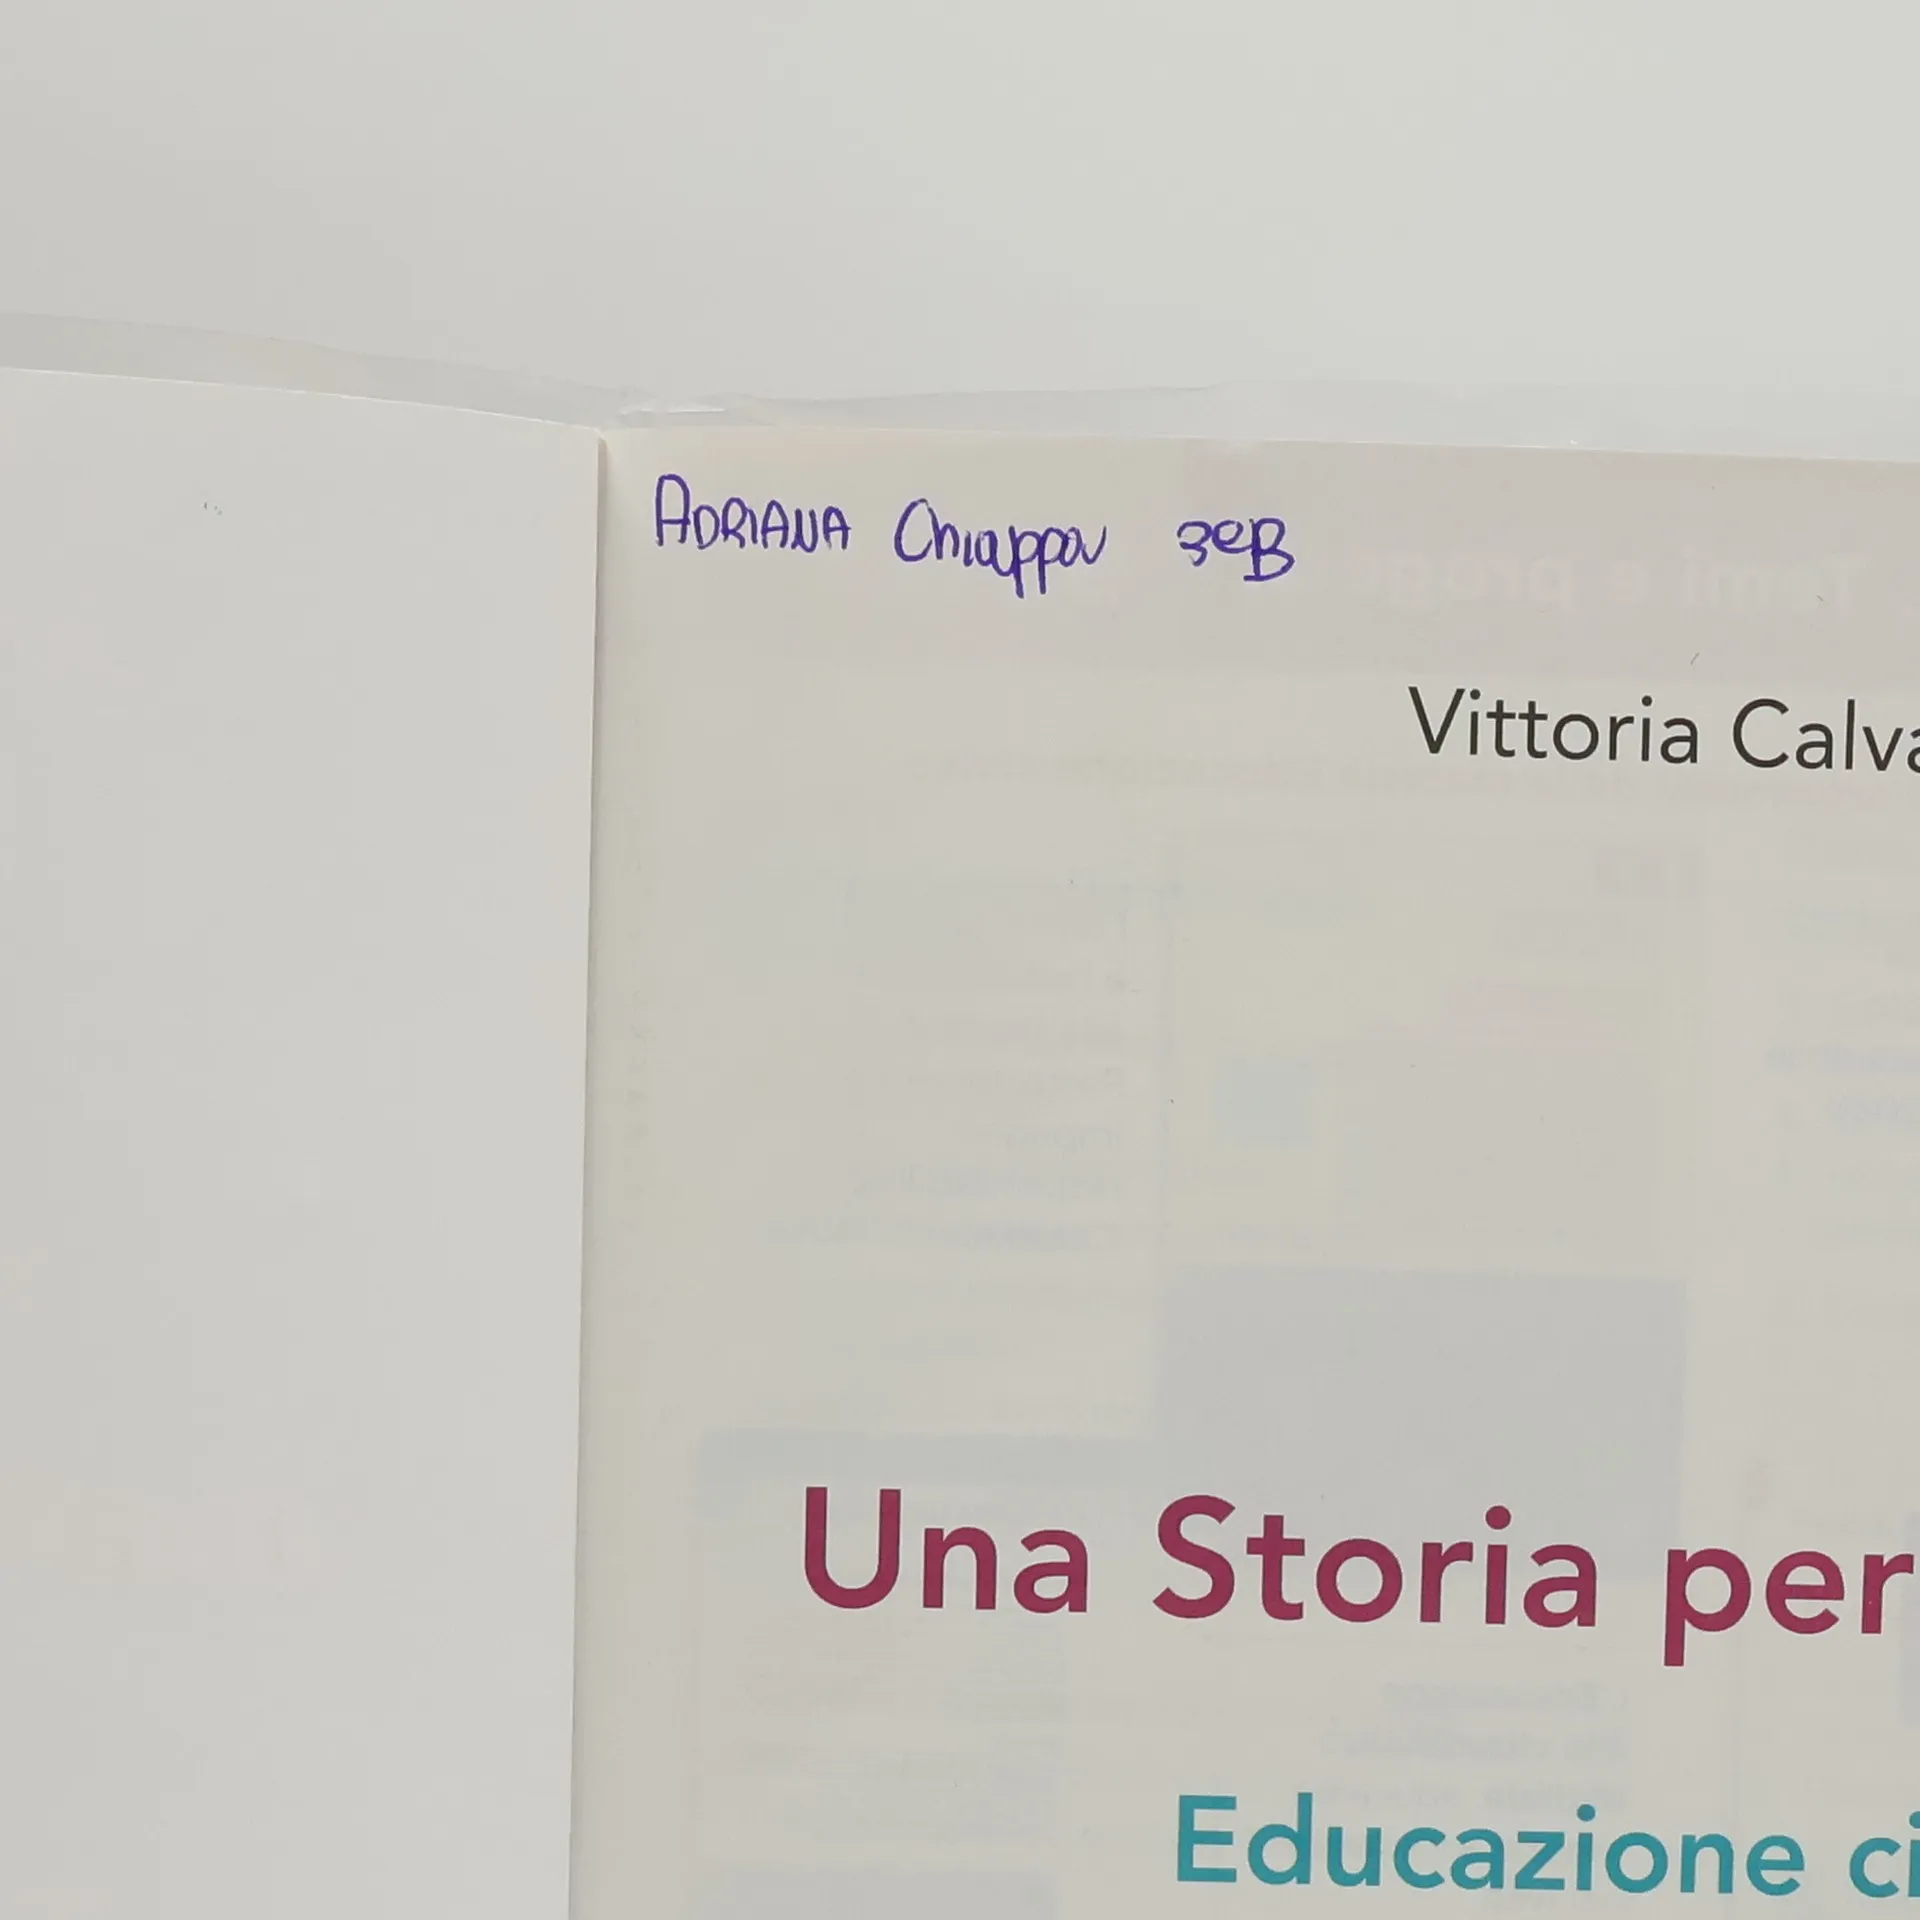 ADRIANA Chiappa 3eB
Vittoria Calva
Una Storia per
Educazione ci